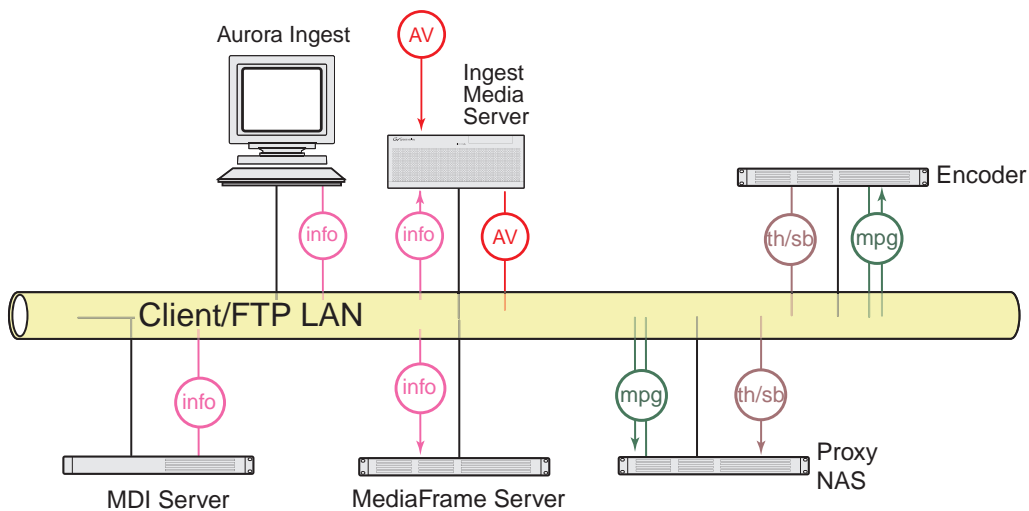 Aurora Ingest
AV
Ingest
Media
Server
Encoder
info
info
AV
th/sb
mpg
Client/FTP LAN
info
info
mpg
th/sb
MDI Server
MediaFrame Server
Proxy
NAS